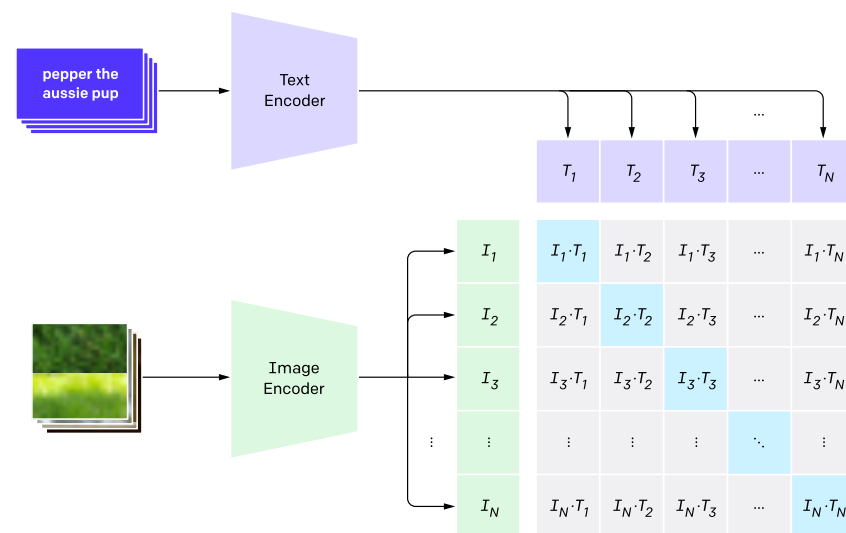 pepper the
aussie pup
Text
Encoder
...
T1 T2 T3 ... TN
I1 I1·T1 I1·T2 I1·T3 ... I1·TN
I2 I2·T1 I2·T2 I2·T3 ... I2·TN
Image
Encoder
I3 I3·T1 I3·T2 I3·T3 ... I3·TN
⋮ ⋮ ⋮ ⋮ ⋮ ⋱ ⋮
IN IN·T1 IN·T2 IN·T3 ... IN·TN